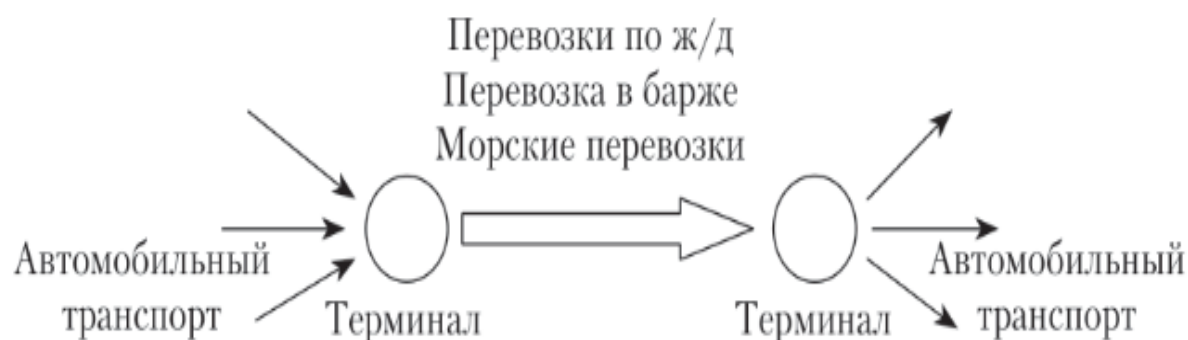 Перевозки по ж/д
Перевозка в барже
Морские перевозки
Автомобильный
транспорт
Терминал
Терминал
Автомобильный
транспорт